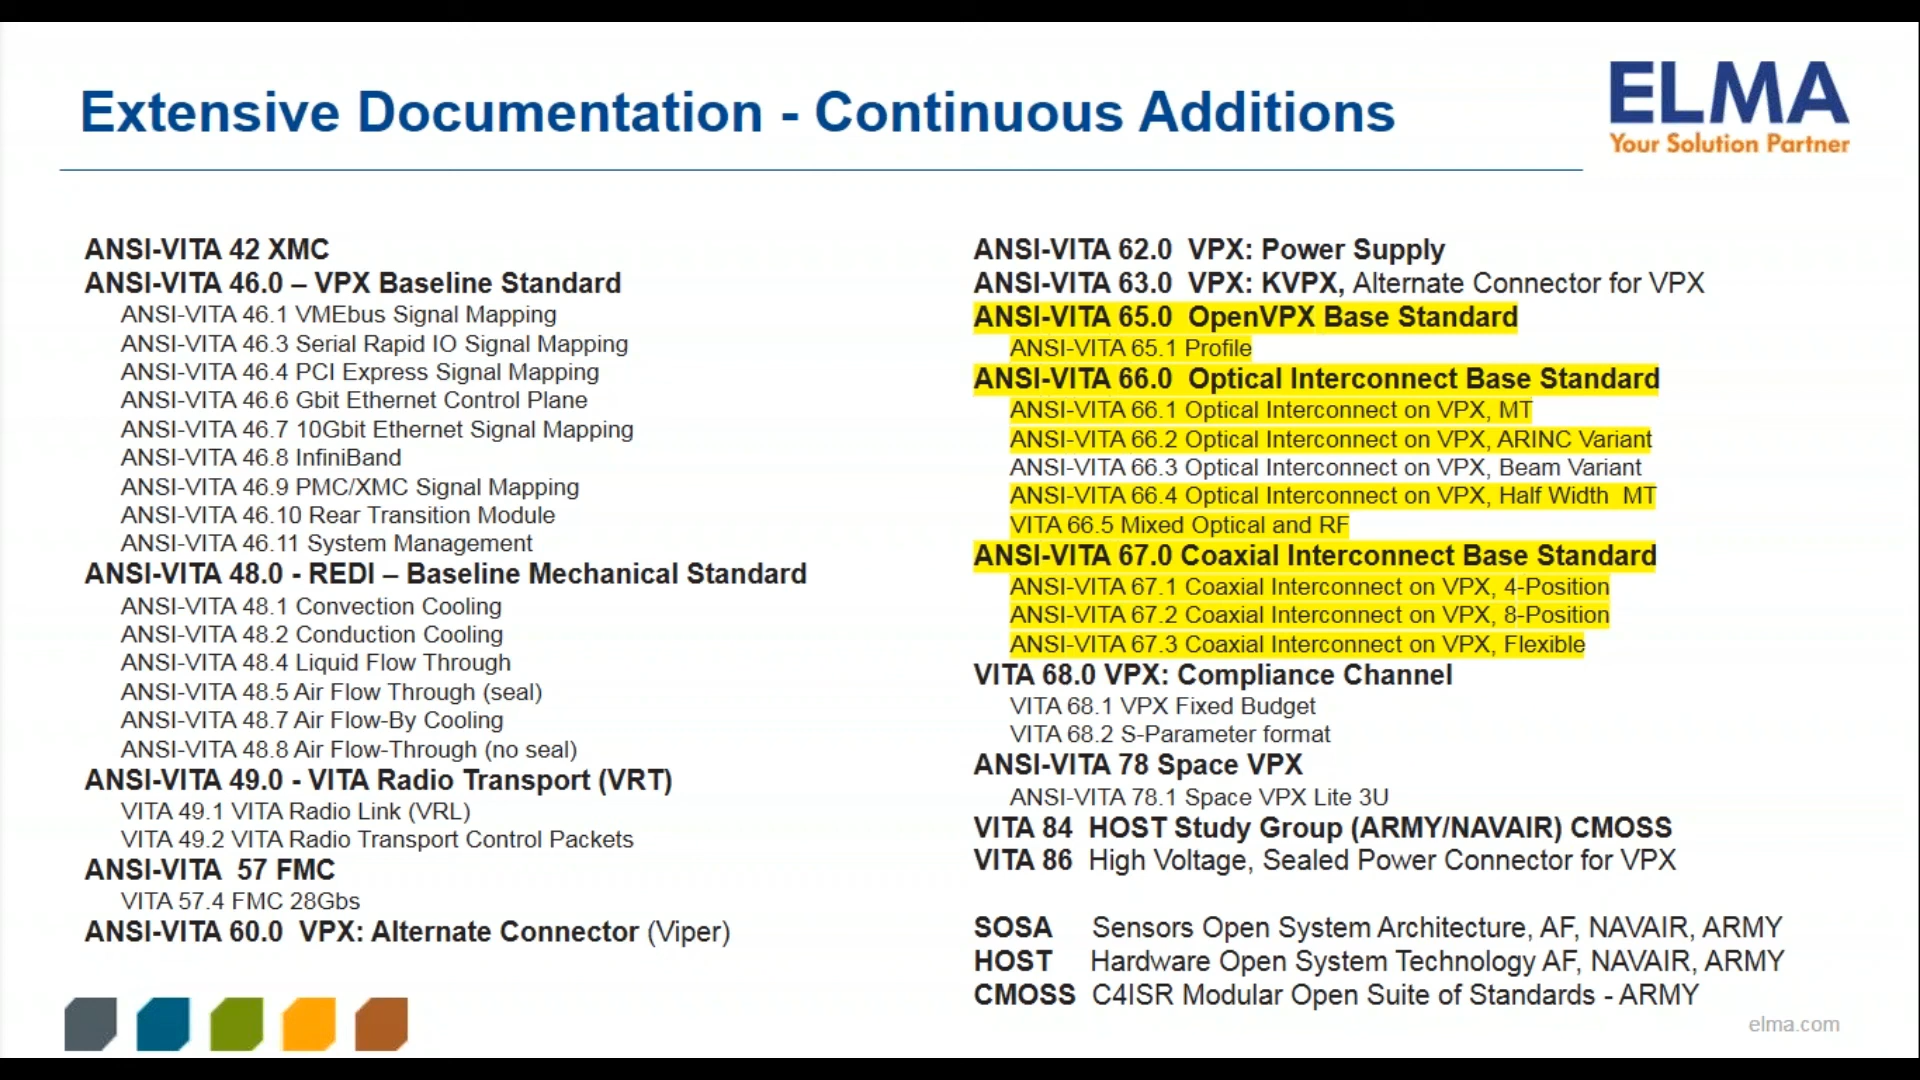 Extensive Documentation - Continuous Additions
ELMA
Your Solution Partner
ANSI-VITA 42 XMC
ANSI-VITA 46.0 – VPX Baseline Standard
ANSI-VITA 46.1 VMEbus Signal Mapping
ANSI-VITA 46.3 Serial Rapid IO Signal Mapping
ANSI-VITA 46.4 PCI Express Signal Mapping
ANSI-VITA 46.6 Gbit Ethernet Control Plane
ANSI-VITA 46.7 10Gbit Ethernet Signal Mapping
ANSI-VITA 46.8 InfiniBand
ANSI-VITA 46.9 PMC/XMC Signal Mapping
ANSI-VITA 46.10 Rear Transition Module
ANSI-VITA 46.11 System Management
ANSI-VITA 48.0 - REDI – Baseline Mechanical Standard
ANSI-VITA 48.1 Convection Cooling
ANSI-VITA 48.2 Conduction Cooling
ANSI-VITA 48.4 Liquid Flow Through
ANSI-VITA 48.5 Air Flow Through (seal)
ANSI-VITA 48.7 Air Flow-By Cooling
ANSI-VITA 48.8 Air Flow-Through (no seal)
ANSI-VITA 49.0 - VITA Radio Transport (VRT)
VITA 49.1 VITA Radio Link (VRL)
VITA 49.2 VITA Radio Transport Control Packets
ANSI-VITA 57 FMC
VITA 57.4 FMC 28Gbs
ANSI-VITA 60.0 VPX: Alternate Connector (Viper)
ANSI-VITA 62.0 VPX: Power Supply
ANSI-VITA 63.0 VPX: KVPX, Alternate Connector for VPX
ANSI-VITA 65.0 OpenVPX Base Standard
ANSI-VITA 65.1 Profile
ANSI-VITA 66.0 Optical Interconnect Base Standard
ANSI-VITA 66.1 Optical Interconnect on VPX, MT
ANSI-VITA 66.2 Optical Interconnect on VPX, ARINC Variant
ANSI-VITA 66.3 Optical Interconnect on VPX, Beam Variant
ANSI-VITA 66.4 Optical Interconnect on VPX, Half Width MT
VITA 66.5 Mixed Optical and RF
ANSI-VITA 67.0 Coaxial Interconnect Base Standard
ANSI-VITA 67.1 Coaxial Interconnect on VPX, 4-Position
ANSI-VITA 67.2 Coaxial Interconnect on VPX, 8-Position
ANSI-VITA 67.3 Coaxial Interconnect on VPX, Flexible
VITA 68.0 VPX: Compliance Channel
VITA 68.1 VPX Fixed Budget
VITA 68.2 S-Parameter format
ANSI-VITA 78 Space VPX
ANSI-VITA 78.1 Space VPX Lite 3U
VITA 84 HOST Study Group (ARMY/NAVAIR) CMOSS
VITA 86 High Voltage, Sealed Power Connector for VPX
SOSA Sensors Open System Architecture, AF, NAVAIR, ARMY
HOST Hardware Open System Technology AF, NAVAIR, ARMY
CMOSS C4ISR Modular Open Suite of Standards - ARMY
elma.com